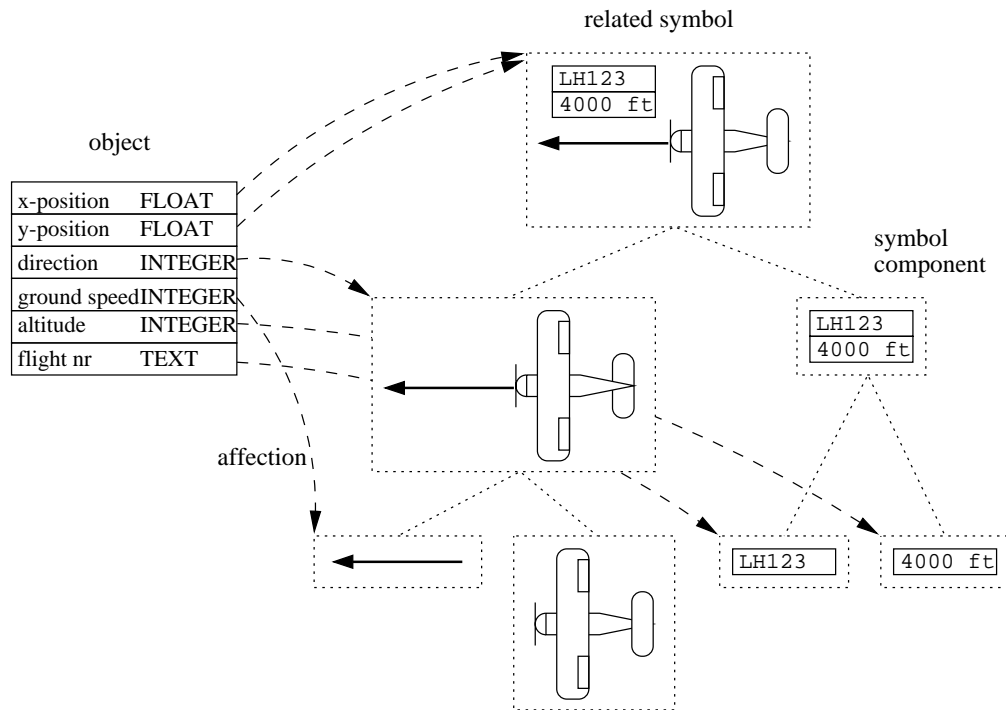 related symbol
LH123
4000 ft
object
x-position FLOAT
y-position FLOAT
direction INTEGER
ground speed INTEGER
altitude INTEGER
flight nr TEXT
symbol
component
LH123
4000 ft
affection
LH123
4000 ft